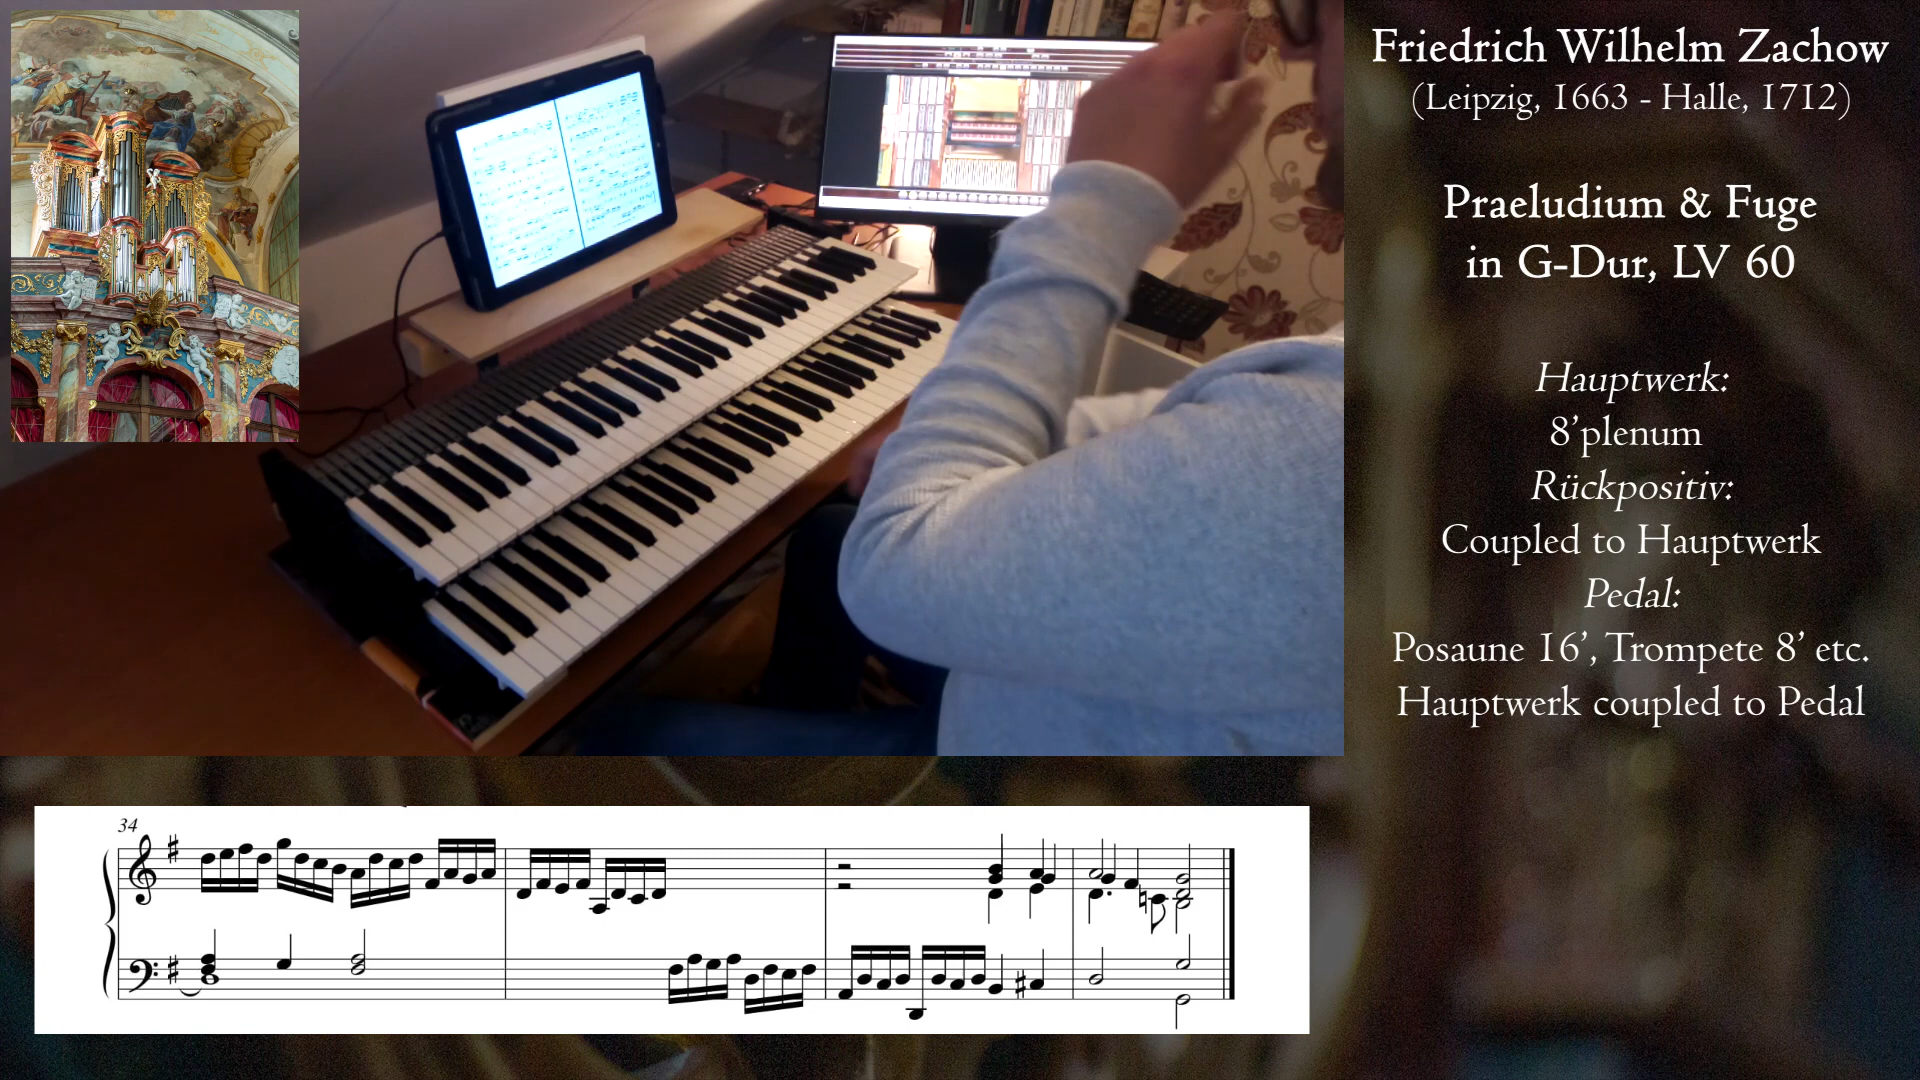 Friedrich Wilhelm Zachow
(Leipzig, 1663 - Halle, 1712)
Praeludium & Fuge
in G-Dur, LV 60
Hauptwerk:
8’plenum
Rückpositiv:
Coupled to Hauptwerk
Pedal:
Posaune 16’, Trompete 8’ etc.
Hauptwerk coupled to Pedal
34